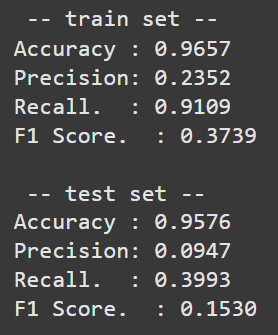 -- train set --
Accuracy : 0.9657
Precision: 0.2352
Recall.  : 0.9109
F1 Score.  : 0.3739
-- test set --
Accuracy : 0.9576
Precision: 0.0947
Recall.  : 0.3993
F1 Score.  : 0.1530